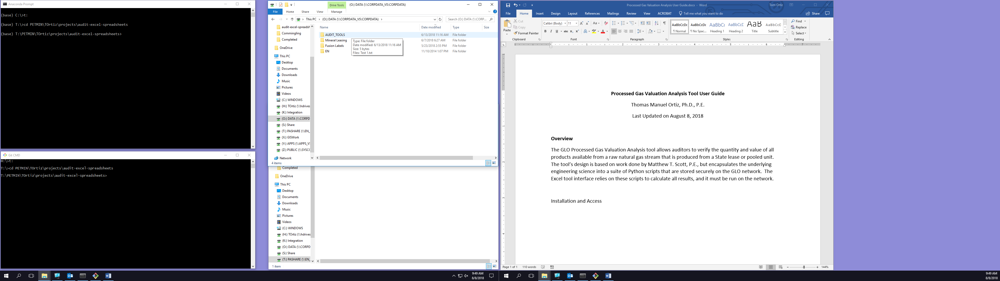 Anaconda Prompt
(base) C:\>t:
(base) T:\>cd PETMIN\TOrtiz\projects\audit-excel-spreadsheets
(base) T:\PETMIN\TOrtiz\projects\audit-excel-spreadsheets>
Git CMD
H:\>t:
T:\>cd PETMIN\TOrtiz\projects\audit-excel-spreadsheets
T:\PETMIN\TOrtiz\projects\audit-excel-spreadsheets>
Drive Tools
(O:) DATA (\\CORPDATA_VS\CORPDATA)
File Home Share View Manage
This PC > (O:) DATA (\\CORPDATA_VS\CORPDATA) >
Search (O:) DATA (\\CORP...
Name Date modified Type Size
AUDIT_TOOLS 6/13/2018 11:16 AM File folder
Mineral Leasing 6/7/2018 6:27 AM File folder
Fusion Labels 5/23/2018 2:55 PM File folder
EN 11/10/2014 1:07 PM File folder
Type: File folder
Date modified: 6/13/2018 11:16 AM
Size: 5 bytes
Files: Test 1.txt
audit-excel-spreadsh
Commingling
Completed
OneDrive
This PC
Desktop
Documents
Downloads
Music
Pictures
Videos
(C:) WINDOWS
(H:) TOrtiz (\\hdrives
(K:) Integration
(O:) DATA (\\CORPD
(S:) Share
(T:) PASHARE (\\EN_
(X:) GISWork
(Y:) APPS (\\APPS_VS
(Z:) PUBLIC (\\SYSCO
Network
4 items
Completed
OneDrive
This PC
Desktop
Documents
Downloads
Music
Pictures
Videos
(C:) WINDOWS
(H:) TOrtiz (\\hdrives
(K:) Integration
(O:) DATA (\\CORPD
(S:) Share
(T:) PASHARE (\\EN_
1 item
Processed Gas Valuation Analysis User Guide.docx - Word
Tom Ortiz
File Home Insert Design Layout References Mailings Review View ACROBAT Tell me what you want to do
Share
Paste
Cut
Copy
Format Painter
Clipboard
Calibri (Body) 11
Font
Paragraph
AaBbCcDc AaBbCcDc AaBbCc AaBbCcD AaB AaBbCcD
¶ Normal ¶ No Spac... Heading 1 Heading 2 Title Subtitle
Styles
Find
Replace
Select
Editing
1 1 2 3 4 5 6 7
Processed Gas Valuation Analysis Tool User Guide
Thomas Manuel Ortiz, Ph.D., P.E.
Last Updated on August 8, 2018
Overview
The GLO Processed Gas Valuation Analysis tool allows auditors to verify the quantity and value of all
products available from a raw natural gas stream that is produced from a State lease or pooled unit.
The tool's design is based on work done by Matthew T. Scott, P.E., but encapsulates the underlying
engineering science into a suite of Python scripts that are stored securely on the GLO network. The
Excel tool interface relies on these scripts to calculate all results, and it must be run on the network.
Installation and Access
Page 1 of 1 110 words
144%
9:49 AM
8/8/2018
9:49 AM
8/8/2018